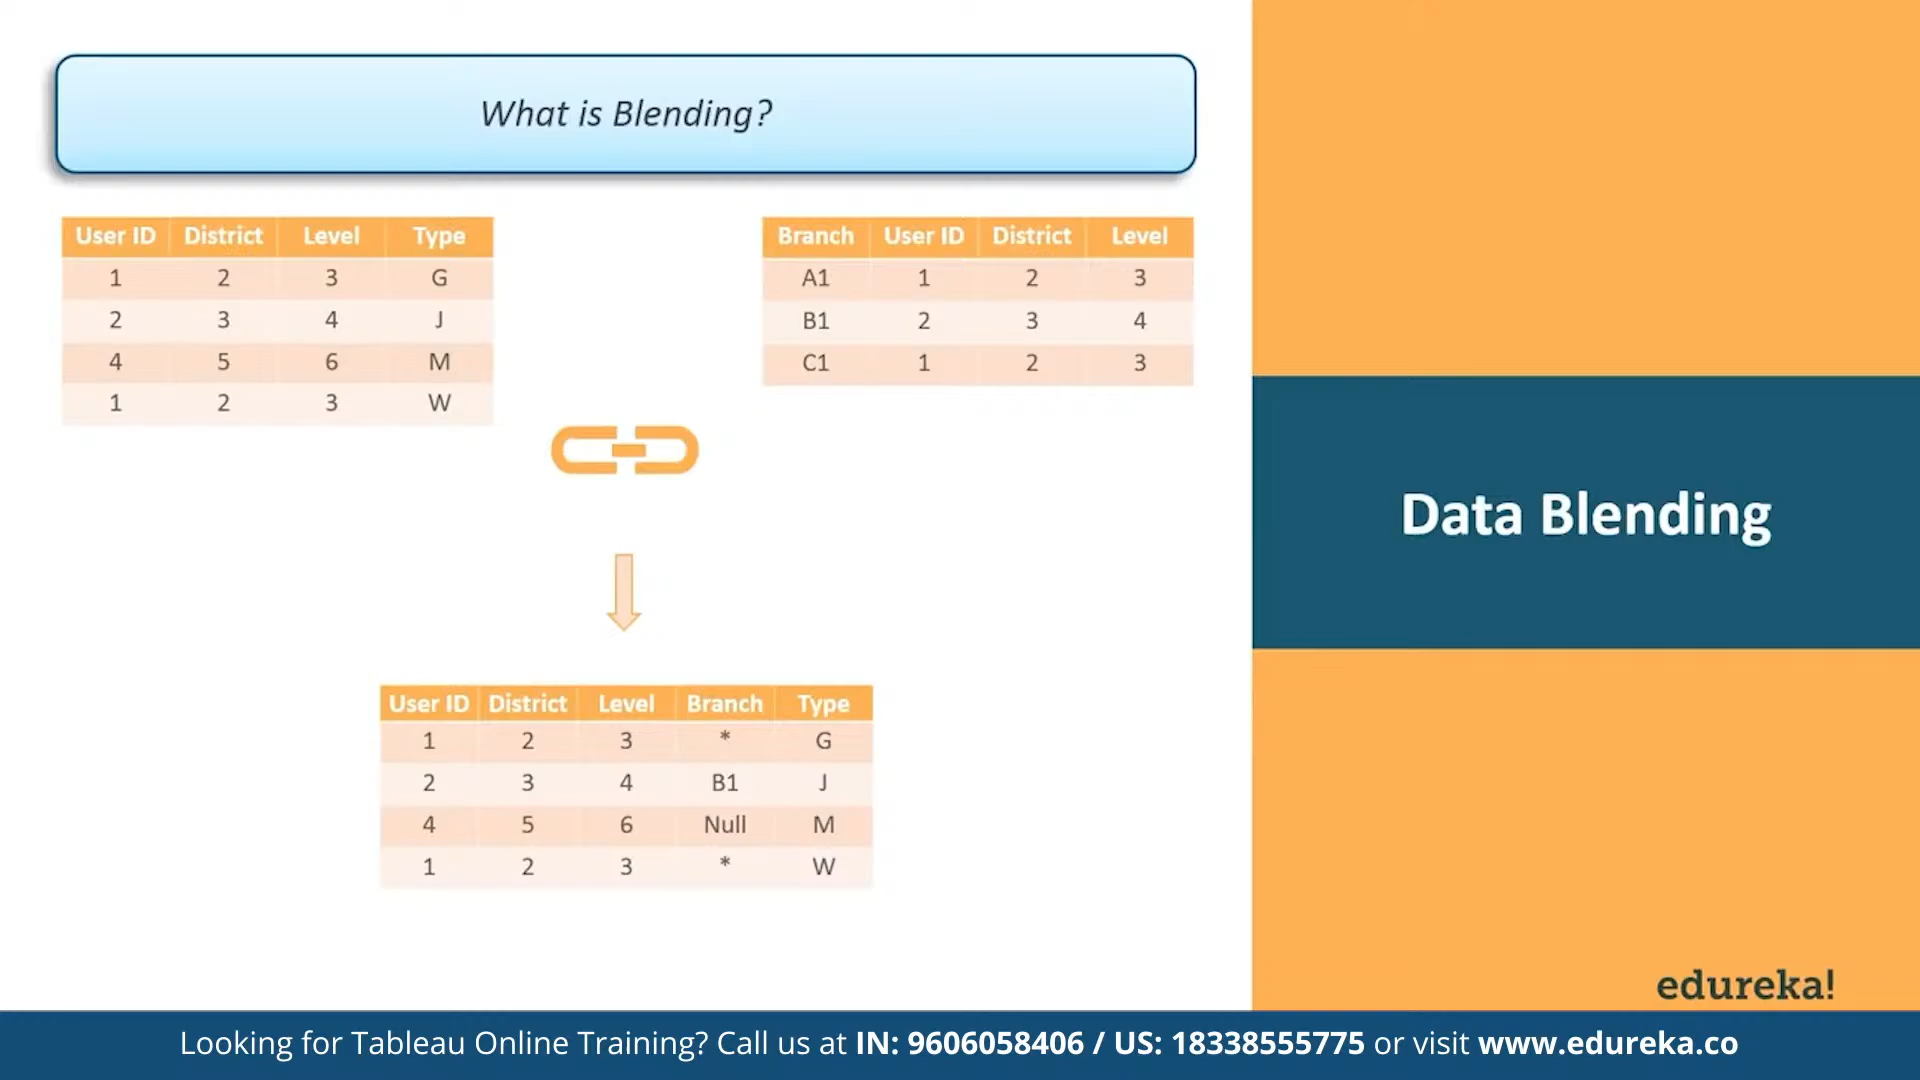 What is Blending?
User ID District Level Type
1 2 3 G
2 3 4 J
4 5 6 M
1 2 3 W
Branch User ID District Level
A1 1 2 3
B1 2 3 4
C1 1 2 3
User ID District Level Branch Type
1 2 3 * G
2 3 4 B1 J
4 5 6 Null M
1 2 3 * W
Data Blending
edureka!
Looking for Tableau Online Training? Call us at IN: 9606058406 / US: 18338555775 or visit www.edureka.co